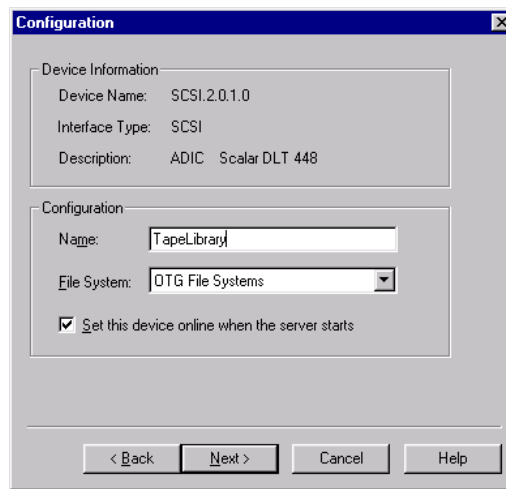 Configuration
Device Information
Device Name: SCSI.2.0.1.0
Interface Type: SCSI
Description: ADIC Scalar DLT 448
Configuration
Name: TapeLibrary
File System: OTG File Systems
Set this device online when the server starts
< Back Next > Cancel Help